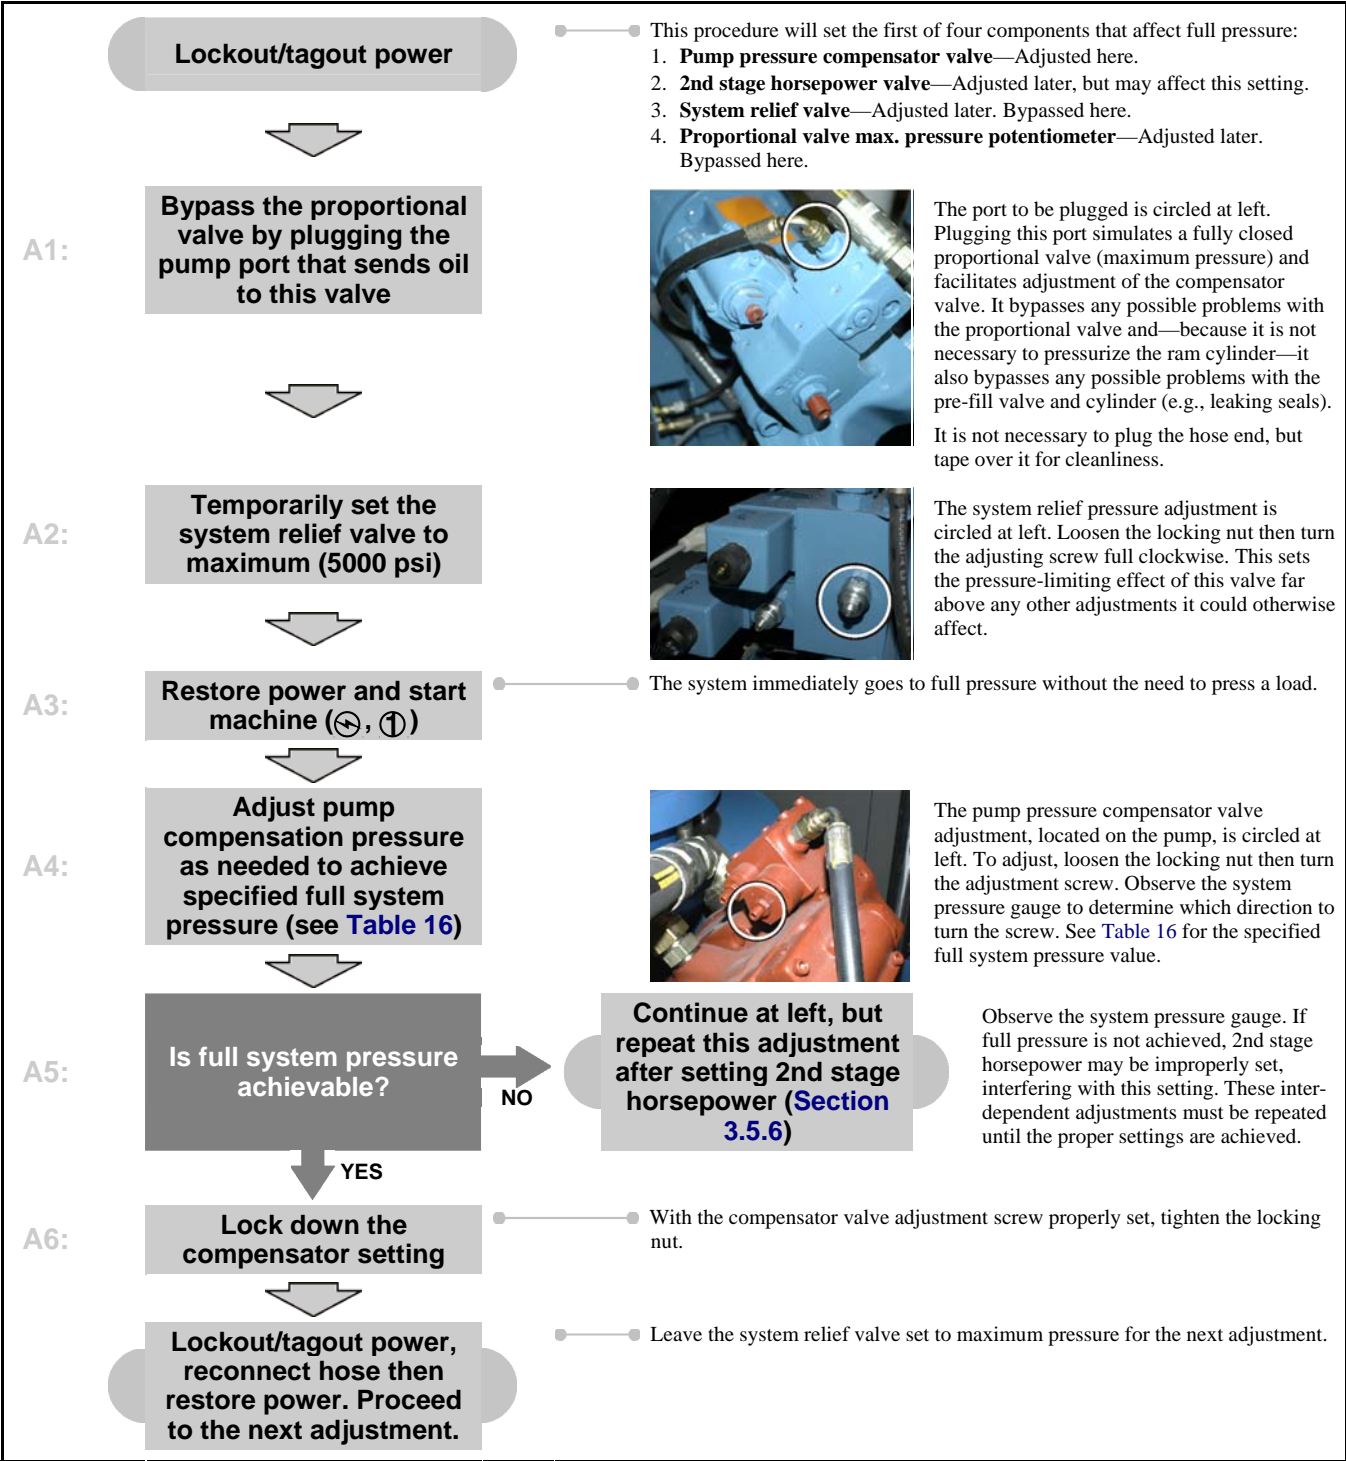 Lockout/tagout power
This procedure will set the first of four components that affect full pressure:
1. Pump pressure compensator valve—Adjusted here.
2. 2nd stage horsepower valve—Adjusted later, but may affect this setting.
3. System relief valve—Adjusted later. Bypassed here.
4. Proportional valve max. pressure potentiometer—Adjusted later.
Bypassed here.
A1:
Bypass the proportional
valve by plugging the
pump port that sends oil
to this valve
The port to be plugged is circled at left.
Plugging this port simulates a fully closed
proportional valve (maximum pressure) and
facilitates adjustment of the compensator
valve. It bypasses any possible problems with
the proportional valve and—because it is not
necessary to pressurize the ram cylinder—it
also bypasses any possible problems with the
pre-fill valve and cylinder (e.g., leaking seals).
It is not necessary to plug the hose end, but
tape over it for cleanliness.
A2:
Temporarily set the
system relief valve to
maximum (5000 psi)
The system relief pressure adjustment is
circled at left. Loosen the locking nut then turn
the adjusting screw full clockwise. This sets
the pressure-limiting effect of this valve far
above any other adjustments it could otherwise
affect.
A3:
Restore power and start
machine ( , ①)
The system immediately goes to full pressure without the need to press a load.
A4:
Adjust pump
compensation pressure
as needed to achieve
specified full system
pressure (see Table 16)
The pump pressure compensator valve
adjustment, located on the pump, is circled at
left. To adjust, loosen the locking nut then turn
the adjustment screw. Observe the system
pressure gauge to determine which direction to
turn the screw. See Table 16 for the specified
full system pressure value.
A5:
Is full system pressure
achievable?
NO
Continue at left, but
repeat this adjustment
after setting 2nd stage
horsepower (Section
3.5.6)
Observe the system pressure gauge. If
full pressure is not achieved, 2nd stage
horsepower may be improperly set,
interfering with this setting. These inter-
dependent adjustments must be repeated
until the proper settings are achieved.
YES
A6:
Lock down the
compensator setting
With the compensator valve adjustment screw properly set, tighten the locking
nut.
Lockout/tagout power,
reconnect hose then
restore power. Proceed
to the next adjustment.
Leave the system relief valve set to maximum pressure for the next adjustment.